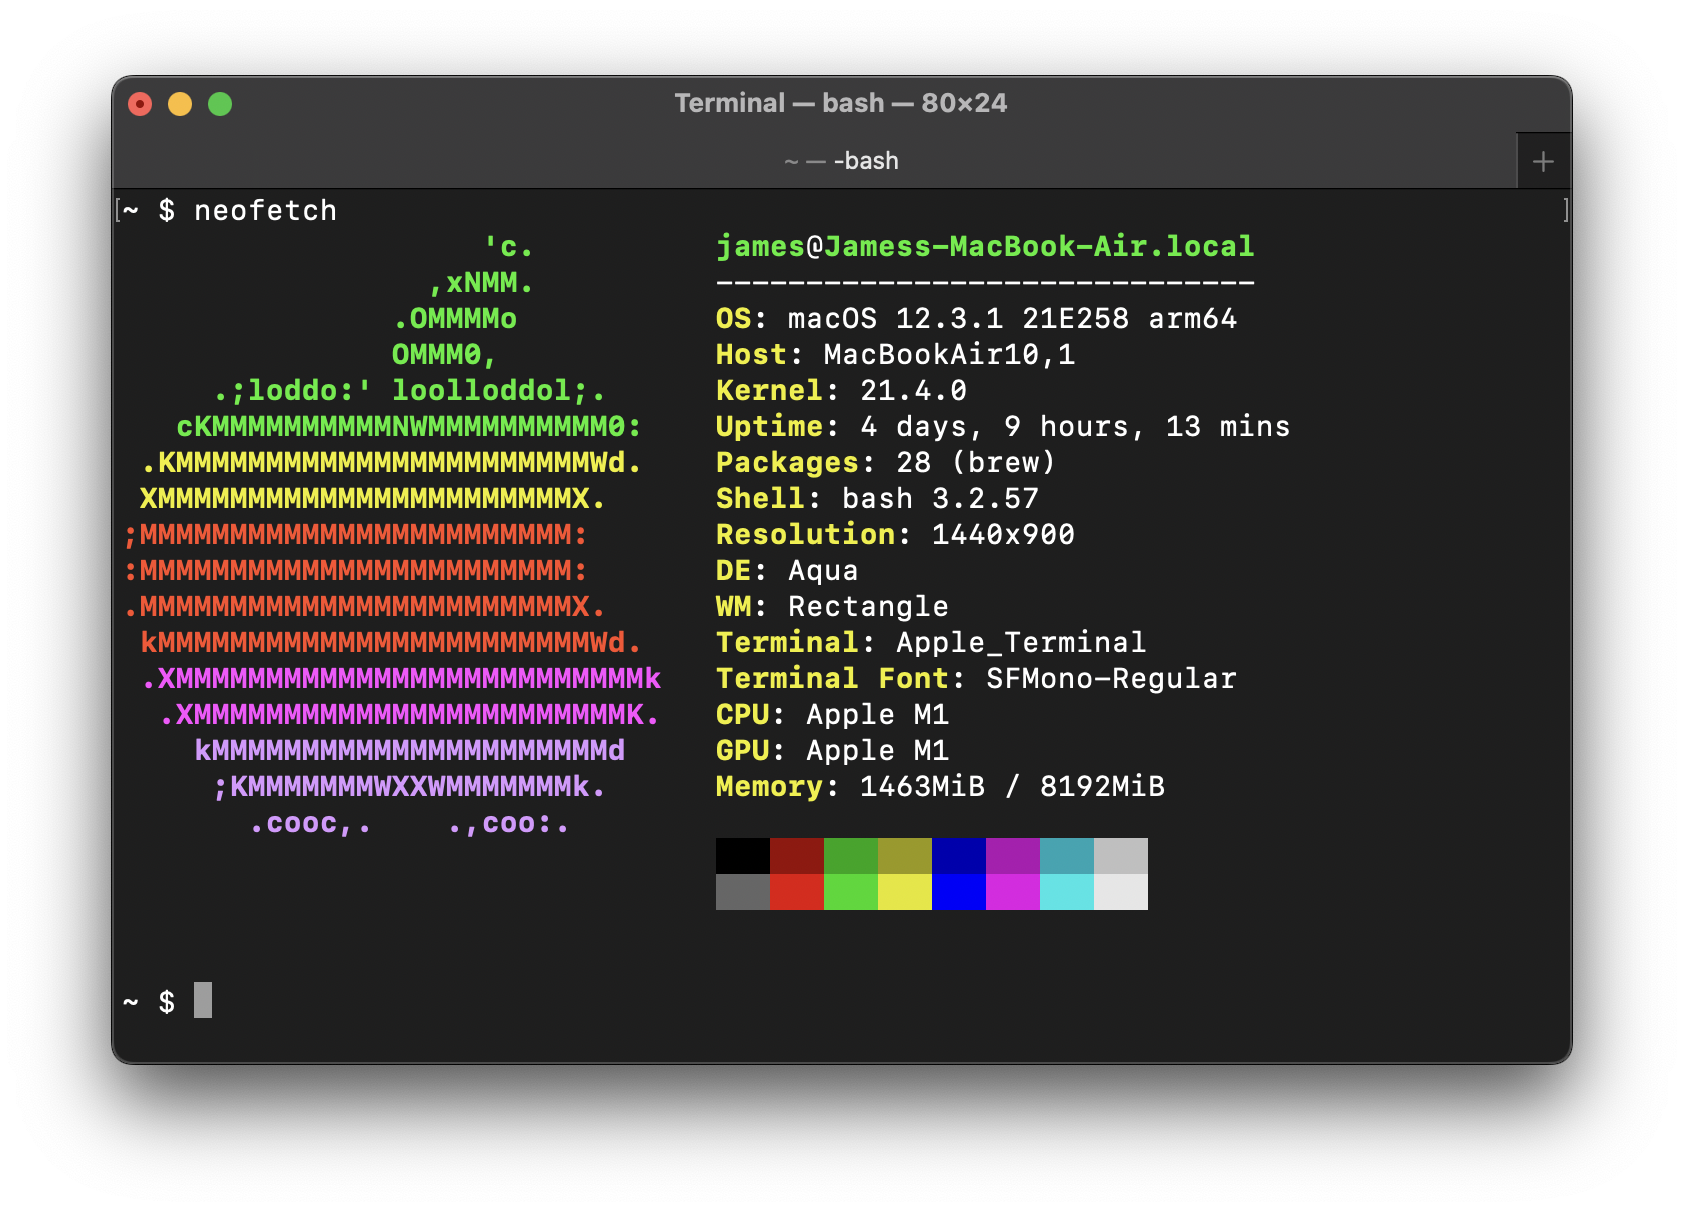 Terminal — bash — 80×24
~ — -bash
[~ $ neofetch ]
                    'c.          james@Jamess-MacBook-Air.local
                 ,xNMM.          ------------------------------
               .OMMMMo           OS: macOS 12.3.1 21E258 arm64
               OMMM0,            Host: MacBookAir10,1
     .;loddo:' loolloddol;.      Kernel: 21.4.0
   cKMMMMMMMMMMNWMMMMMMMMMM0:    Uptime: 4 days, 9 hours, 13 mins
 .KMMMMMMMMMMMMMMMMMMMMMMMWd.    Packages: 28 (brew)
 XMMMMMMMMMMMMMMMMMMMMMMMX.      Shell: bash 3.2.57
;MMMMMMMMMMMMMMMMMMMMMMMM:       Resolution: 1440x900
:MMMMMMMMMMMMMMMMMMMMMMMM:       DE: Aqua
.MMMMMMMMMMMMMMMMMMMMMMMMX.      WM: Rectangle
 kMMMMMMMMMMMMMMMMMMMMMMMMWd.    Terminal: Apple_Terminal
 .XMMMMMMMMMMMMMMMMMMMMMMMMMMk   Terminal Font: SFMono-Regular
  .XMMMMMMMMMMMMMMMMMMMMMMMMK.   CPU: Apple M1
    kMMMMMMMMMMMMMMMMMMMMMMd     GPU: Apple M1
     ;KMMMMMMMWXXWMMMMMMMk.      Memory: 1463MiB / 8192MiB
       .cooc,.    .,coo:.
~ $